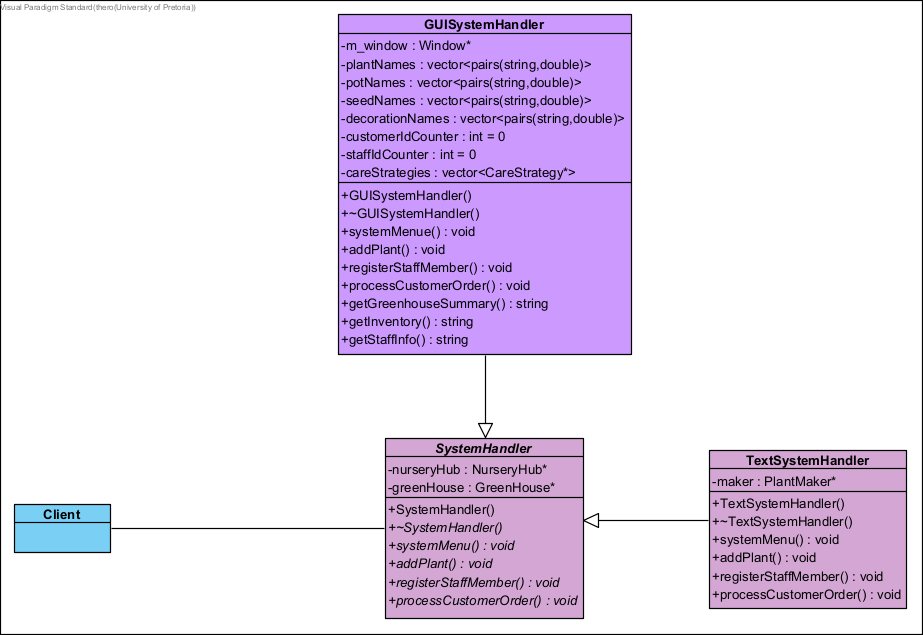 Visual Paradigm Standard(thero(University of Pretoria))
GUISystemHandler
-m_window : Window*
-plantNames : vector<pairs(string,double)>
-potNames : vector<pairs(string,double)>
-seedNames : vector<pairs(string,double)>
-decorationNames : vector<pairs(string,double)>
-customerIdCounter : int = 0
-staffIdCounter : int = 0
-careStrategies : vector<CareStrategy*>
+GUISystemHandler()
+~GUISystemHandler()
+systemMenue() : void
+addPlant() : void
+registerStaffMember() : void
+processCustomerOrder() : void
+getGreenhouseSummary() : string
+getInventory() : string
+getStaffInfo() : string
SystemHandler
-nurseryHub : NurseryHub*
-greenHouse : GreenHouse*
+SystemHandler()
+~SystemHandler()
+systemMenu() : void
+addPlant() : void
+registerStaffMember() : void
+processCustomerOrder() : void
TextSystemHandler
-maker : PlantMaker*
+TextSystemHandler()
+~TextSystemHandler()
+systemMenu() : void
+addPlant() : void
+registerStaffMember() : void
+processCustomerOrder() : void
Client